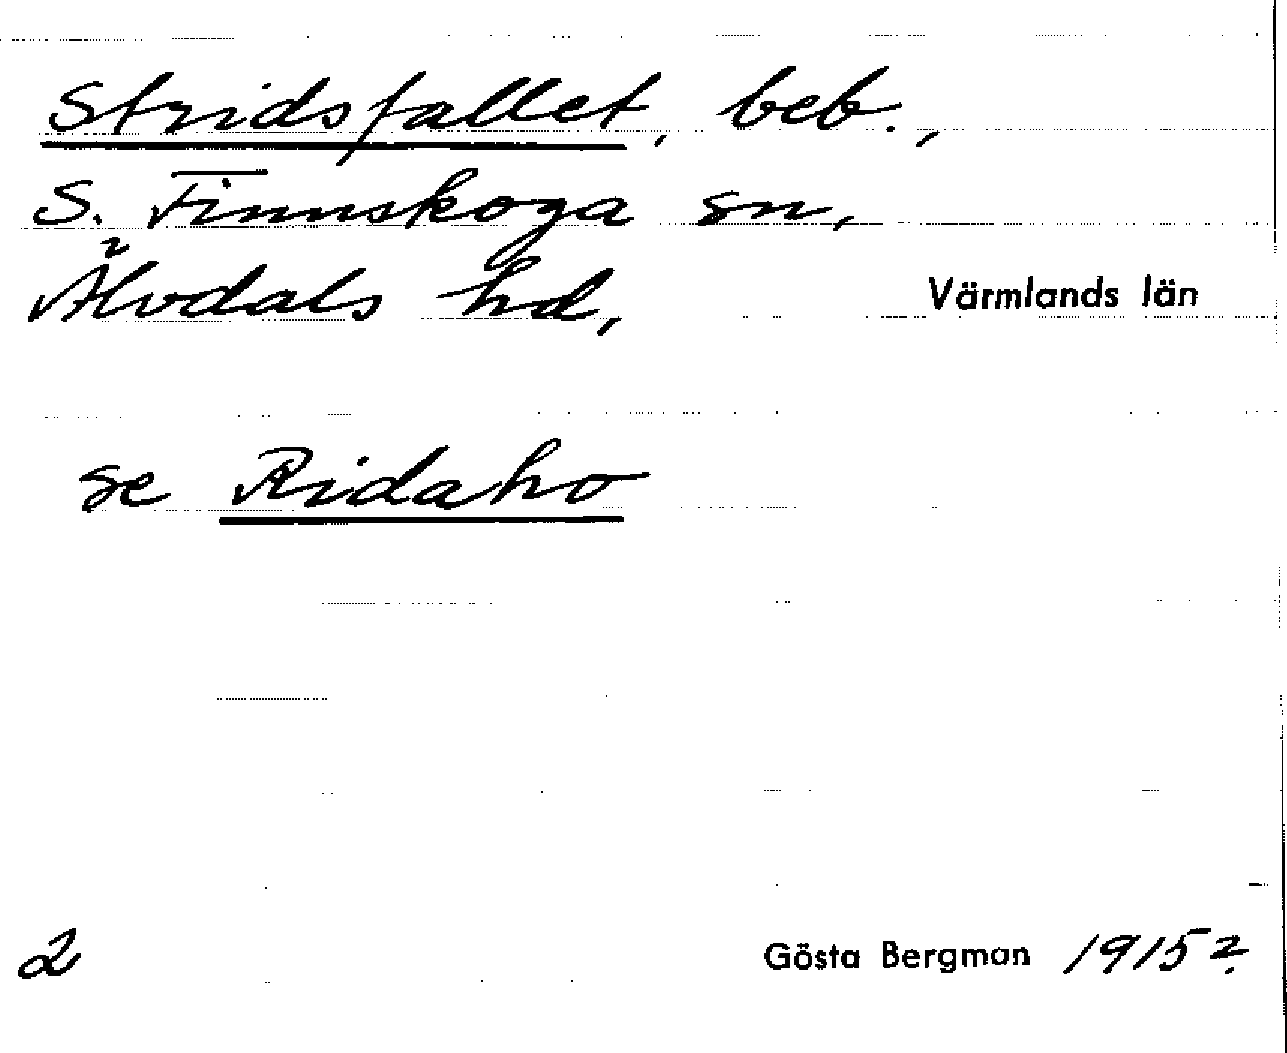 Stridsfallet, beb.,
S. Finnskoga sn,
Älvdals hd, Värmlands län
se Ridaho
2 Gösta Bergman 1915?